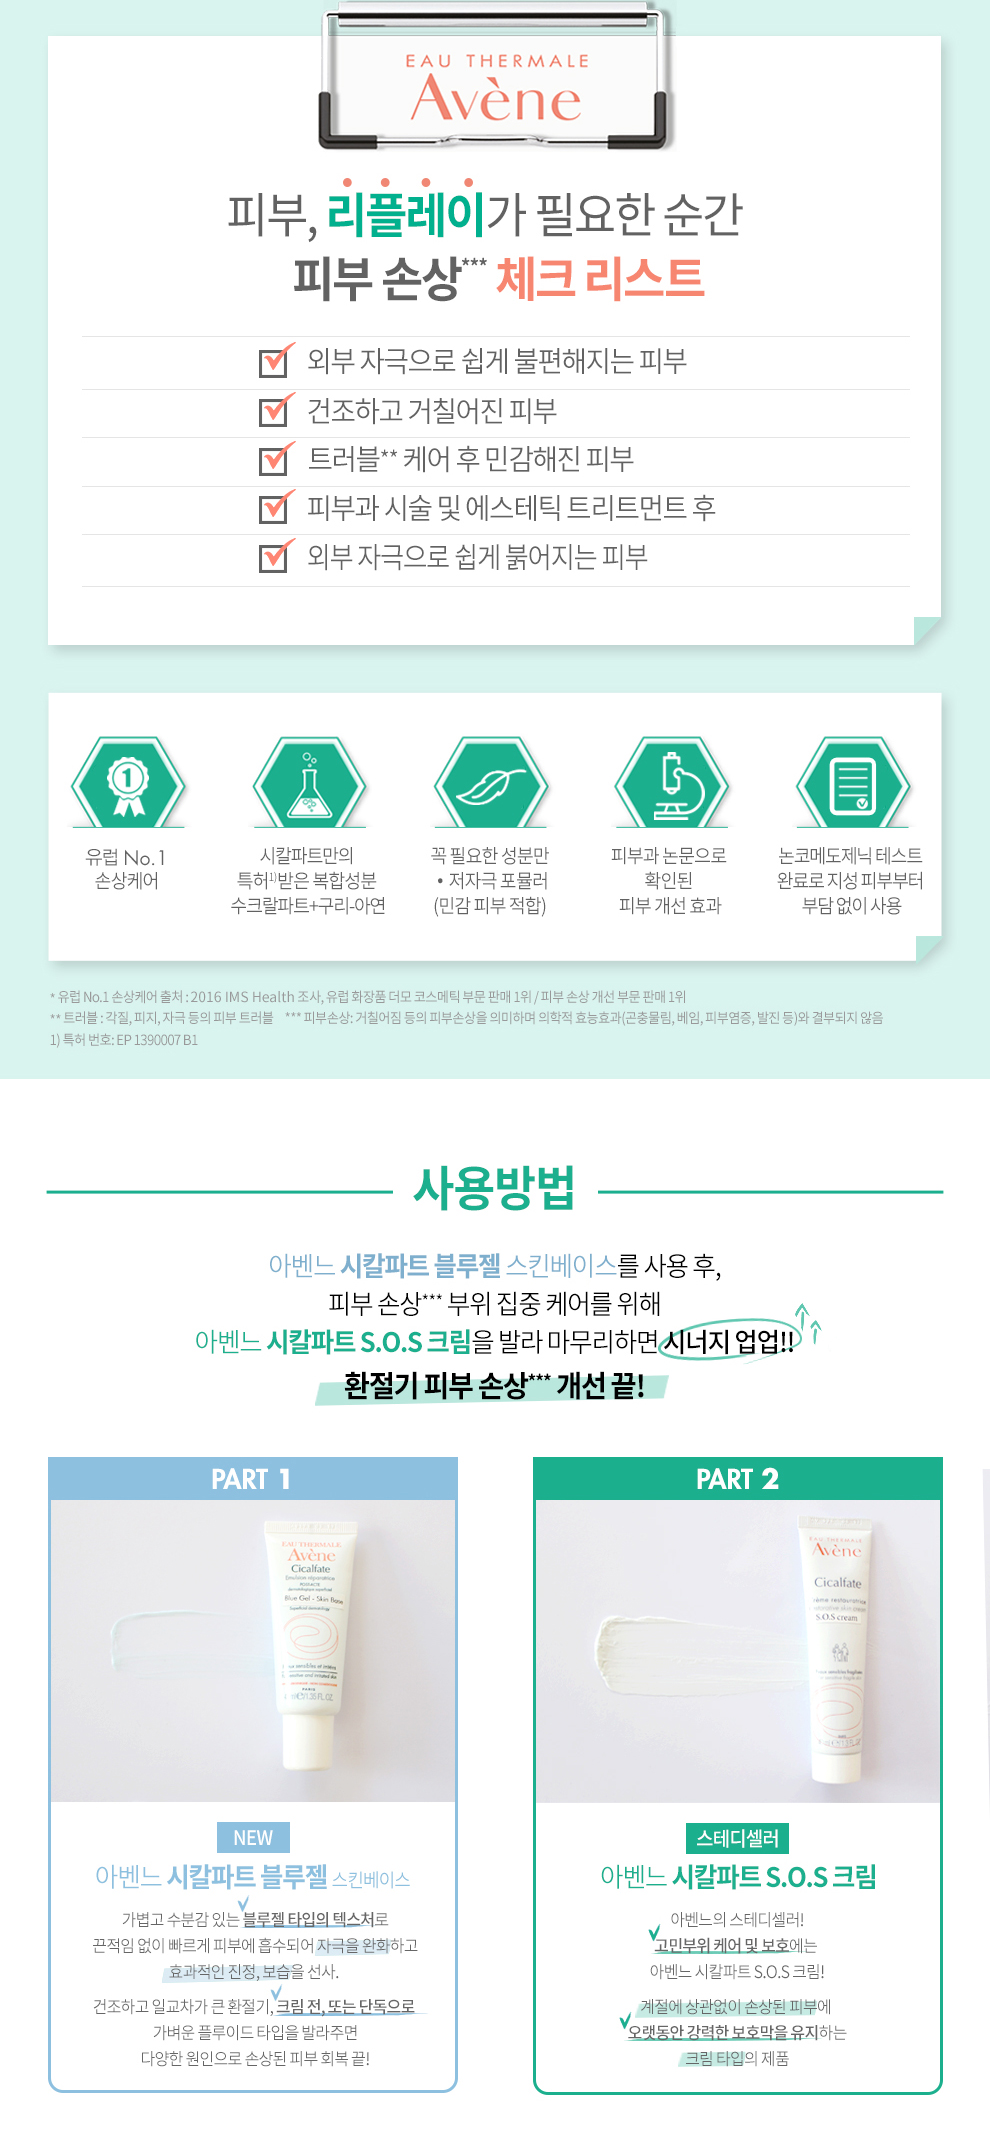 EAU THERMALE
Avène
피부, 리플레이가 필요한 순간
피부 손상*** 체크 리스트
외부 자극으로 쉽게 불편해지는 피부
건조하고 거칠어진 피부
트러블** 케어 후 민감해진 피부
피부과 시술 및 에스테틱 트리트먼트 후
외부 자극으로 쉽게 붉어지는 피부
1
유럽 No.1
손상케어
시칼파트만의
특허1)받은 복합성분
수크랄파트+구리-아연
꼭 필요한 성분만
• 저자극 포뮬러
(민감 피부 적합)
피부과 논문으로
확인된
피부 개선 효과
논코메도제닉 테스트
완료로 지성 피부부터
부담 없이 사용
* 유럽 No.1 손상케어 출처 : 2016 IMS Health 조사, 유럽 화장품 더모 코스메틱 부문 판매 1위 / 피부 손상 개선 부문 판매 1위
** 트러블 : 각질, 피지, 자극 등의 피부 트러블 *** 피부손상: 거칠어짐 등의 피부손상을 의미하며 의학적 효능효과(곤충물림, 베임, 피부염증, 발진 등)와 결부되지 않음
1) 특허 번호: EP 1390007 B1
사용방법
아벤느 시칼파트 블루젤 스킨베이스를 사용 후,
피부 손상*** 부위 집중 케어를 위해
아벤느 시칼파트 S.O.S 크림을 발라 마무리하면 시너지 업업!!
환절기 피부 손상*** 개선 끝!
PART 1
EAU THERMALE
Avène
Cicalfate
Emulsion réparatrice
Blue Gel - Skin Base
PARIS
NEW
아벤느 시칼파트 블루젤 스킨베이스
가볍고 수분감 있는 블루젤 타입의 텍스처로
끈적임 없이 빠르게 피부에 흡수되어 자극을 완화하고
효과적인 진정, 보습을 선사.
건조하고 일교차가 큰 환절기, 크림 전, 또는 단독으로
가벼운 플루이드 타입을 발라주면
다양한 원인으로 손상된 피부 회복 끝!
PART 2
EAU THERMALE
Avène
Cicalfate
S.O.S cream
스테디셀러
아벤느 시칼파트 S.O.S 크림
아벤느의 스테디셀러!
고민부위 케어 및 보호에는
아벤느 시칼파트 S.O.S 크림!
계절에 상관없이 손상된 피부에
오랫동안 강력한 보호막을 유지하는
크림 타입의 제품